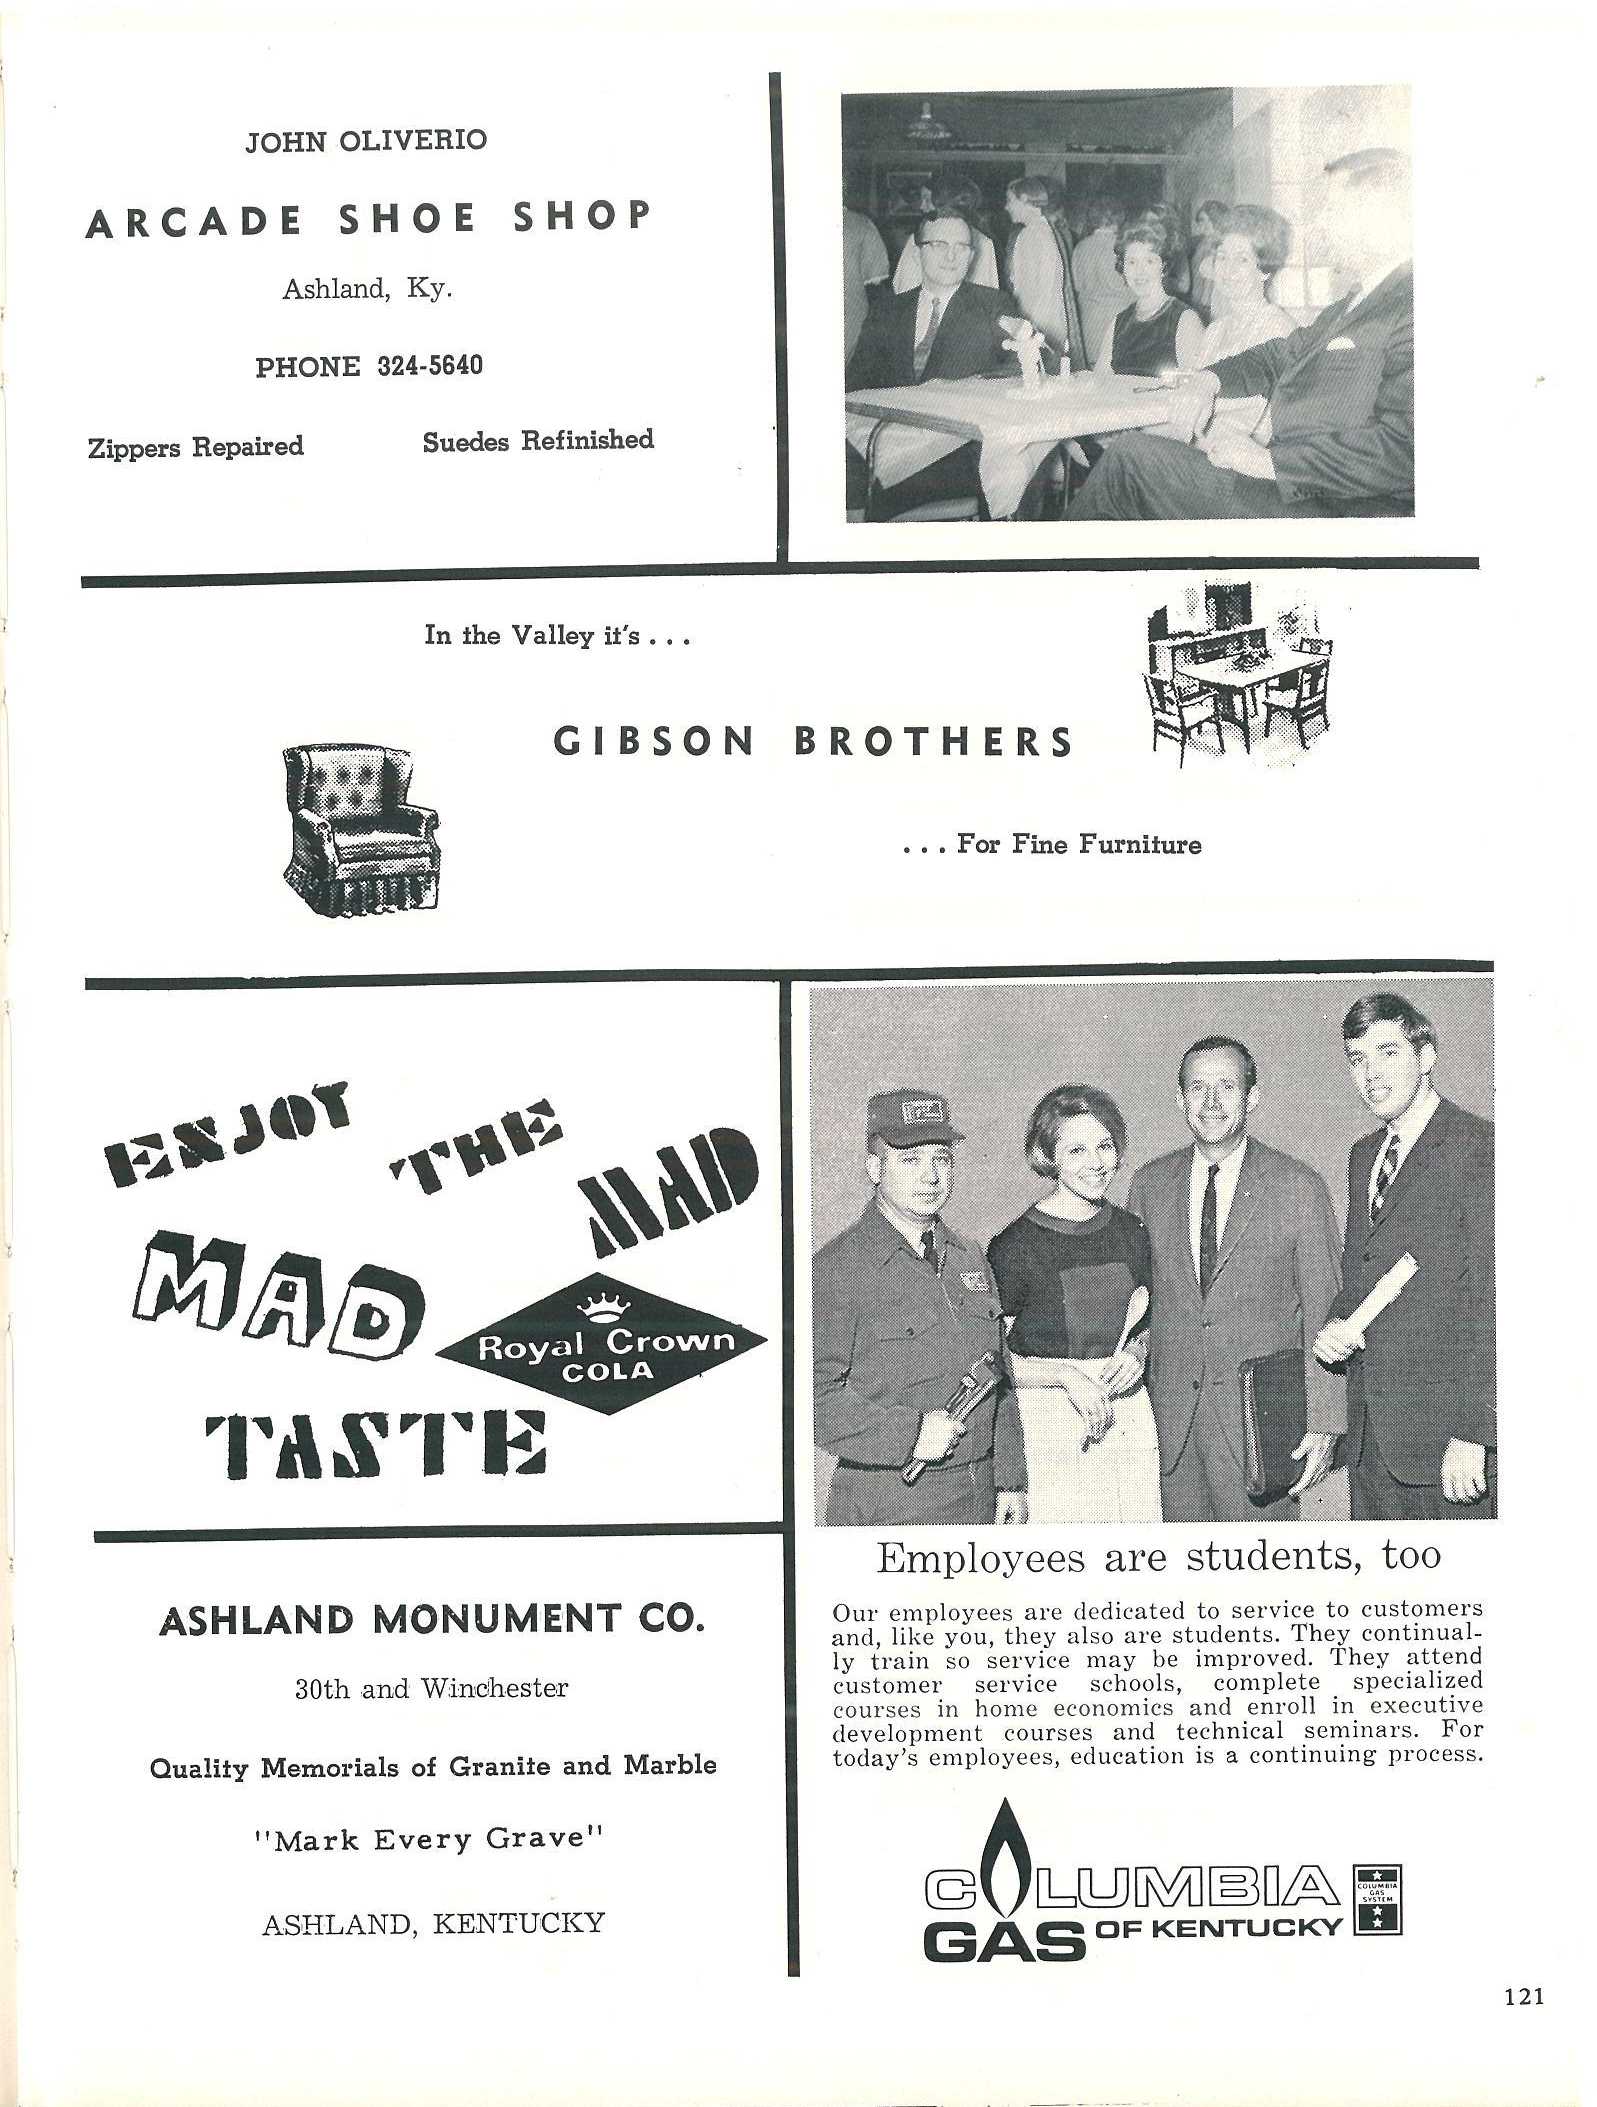 JOHN OLIVERIO
ARCADE SHOE SHOP
Ashland, Ky.
PHONE 324-5640
Zippers Repaired Suedes Refinished
In the Valley it's . . .
GIBSON BROTHERS
. . . For Fine Furniture
ENJOY
THE
MAD
MAD
Royal Crown
COLA
TASTE
ASHLAND MONUMENT CO.
30th and Winchester
Quality Memorials of Granite and Marble
"Mark Every Grave"
ASHLAND, KENTUCKY
Employees are students, too
Our employees are dedicated to service to customers
and, like you, they also are students. They continual-
ly train so service may be improved. They attend
customer service schools, complete specialized
courses in home economics and enroll in executive
development courses and technical seminars. For
today's employees, education is a continuing process.
COLUMBIA
GAS OF KENTUCKY
COLUMBIA
GAS
SYSTEM
121